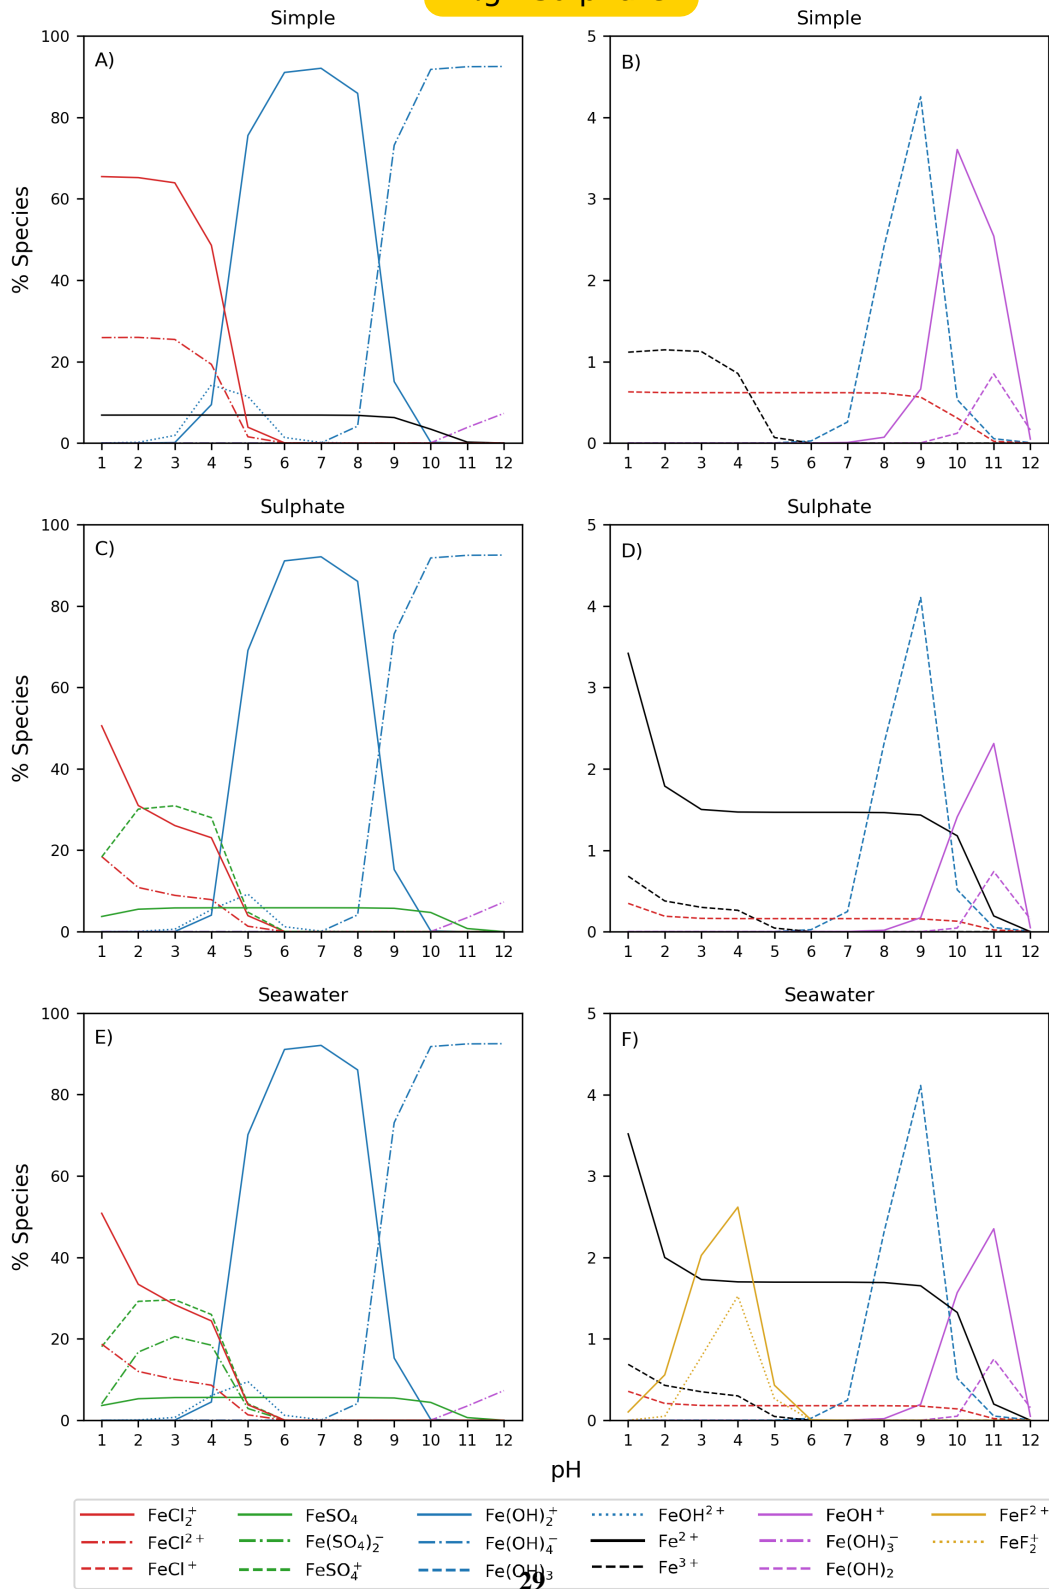 Simple Simple
A) B)
100 80 60 40 20 0
5 4 3 2 1 0
% Species
1 2 3 4 5 6 7 8 9 10 11 12
1 2 3 4 5 6 7 8 9 10 11 12
Sulphate Sulphate
C) D)
100 80 60 40 20 0
5 4 3 2 1 0
% Species
1 2 3 4 5 6 7 8 9 10 11 12
1 2 3 4 5 6 7 8 9 10 11 12
Seawater Seawater
E) F)
100 80 60 40 20 0
5 4 3 2 1 0
% Species
1 2 3 4 5 6 7 8 9 10 11 12
1 2 3 4 5 6 7 8 9 10 11 12
pH
FeCl₂⁺ FeSO₄ Fe(OH)₂⁺ FeOH²⁺ FeOH⁺ FeF²⁺
FeCl²⁺ Fe(SO₄)₂⁻ Fe(OH)₄⁻ Fe²⁺ Fe(OH)₃⁻ FeF₂⁺
FeCl⁺ FeSO₄⁺ Fe(OH)₃ Fe³⁺ Fe(OH)₂
29